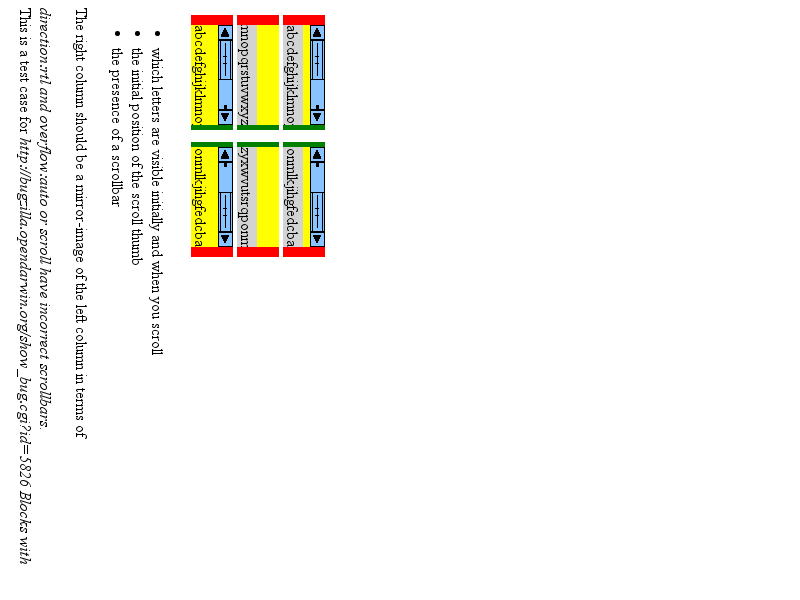 This is a test case for http://bugzilla.opendarwin.org/show_bug.cgi?id=5826 Blocks with
direction:rtl and overflow:auto or scroll have incorrect scrollbars.
The right column should be a mirror-image of the left column in terms of
• the presence of a scrollbar
• the initial position of the scroll thumb
• which letters are visible initially and when you scroll
abcdefghijklmno onmlkjihgfedcba
mnopqrstuvwxyz zyxwvutsrqponm
abcdefghijklmno onmlkjihgfedcba